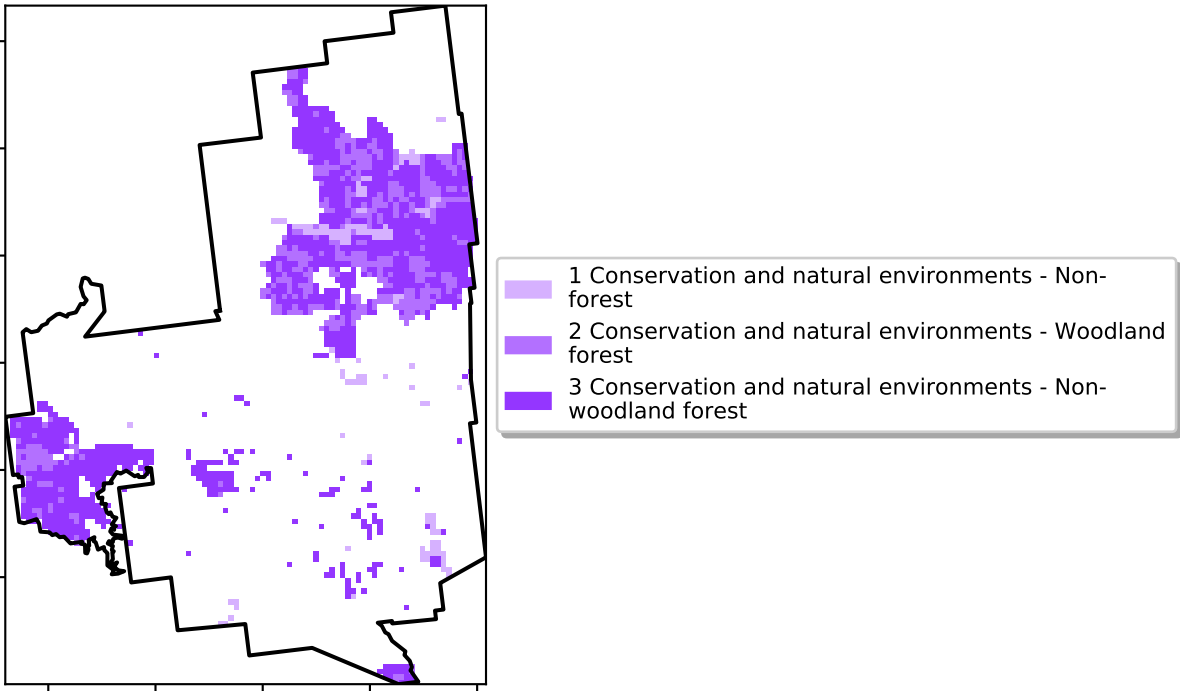 1 Conservation and natural environments - Non-
forest
2 Conservation and natural environments - Woodland
forest
3 Conservation and natural environments - Non-
woodland forest